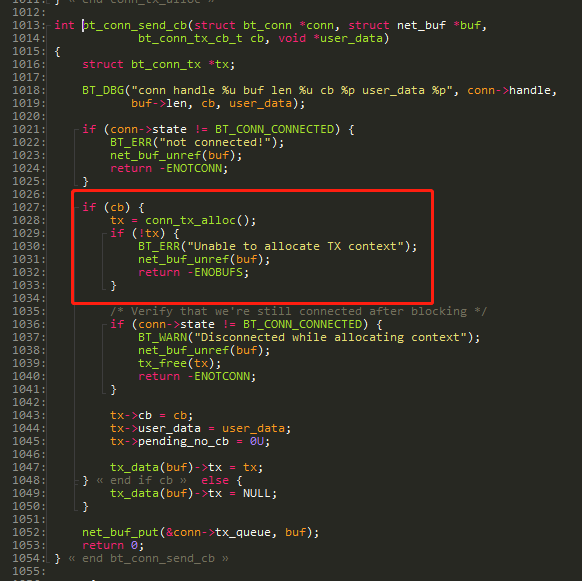 1011: } « end conn_tx_alloc »
1012:
1013: int bt_conn_send_cb(struct bt_conn *conn, struct net_buf *buf,
1014: bt_conn_tx_cb_t cb, void *user_data)
1015: {
1016: struct bt_conn_tx *tx;
1017:
1018: BT_DBG("conn handle %u buf len %u cb %p user_data %p", conn->handle,
1019: buf->len, cb, user_data);
1020:
1021: if (conn->state != BT_CONN_CONNECTED) {
1022: BT_ERR("not connected!");
1023: net_buf_unref(buf);
1024: return -ENOTCONN;
1025: }
1026:
1027: if (cb) {
1028: tx = conn_tx_alloc();
1029: if (!tx) {
1030: BT_ERR("Unable to allocate TX context");
1031: net_buf_unref(buf);
1032: return -ENOBUFS;
1033: }
1034:
1035: /* Verify that we're still connected after blocking */
1036: if (conn->state != BT_CONN_CONNECTED) {
1037: BT_WARN("Disconnected while allocating context");
1038: net_buf_unref(buf);
1039: tx_free(tx);
1040: return -ENOTCONN;
1041: }
1042:
1043: tx->cb = cb;
1044: tx->user_data = user_data;
1045: tx->pending_no_cb = 0U;
1046:
1047: tx_data(buf)->tx = tx;
1048: } « end if cb » else {
1049: tx_data(buf)->tx = NULL;
1050: }
1051:
1052: net_buf_put(&conn->tx_queue, buf);
1053: return 0;
1054: } « end bt_conn_send_cb »
1055: